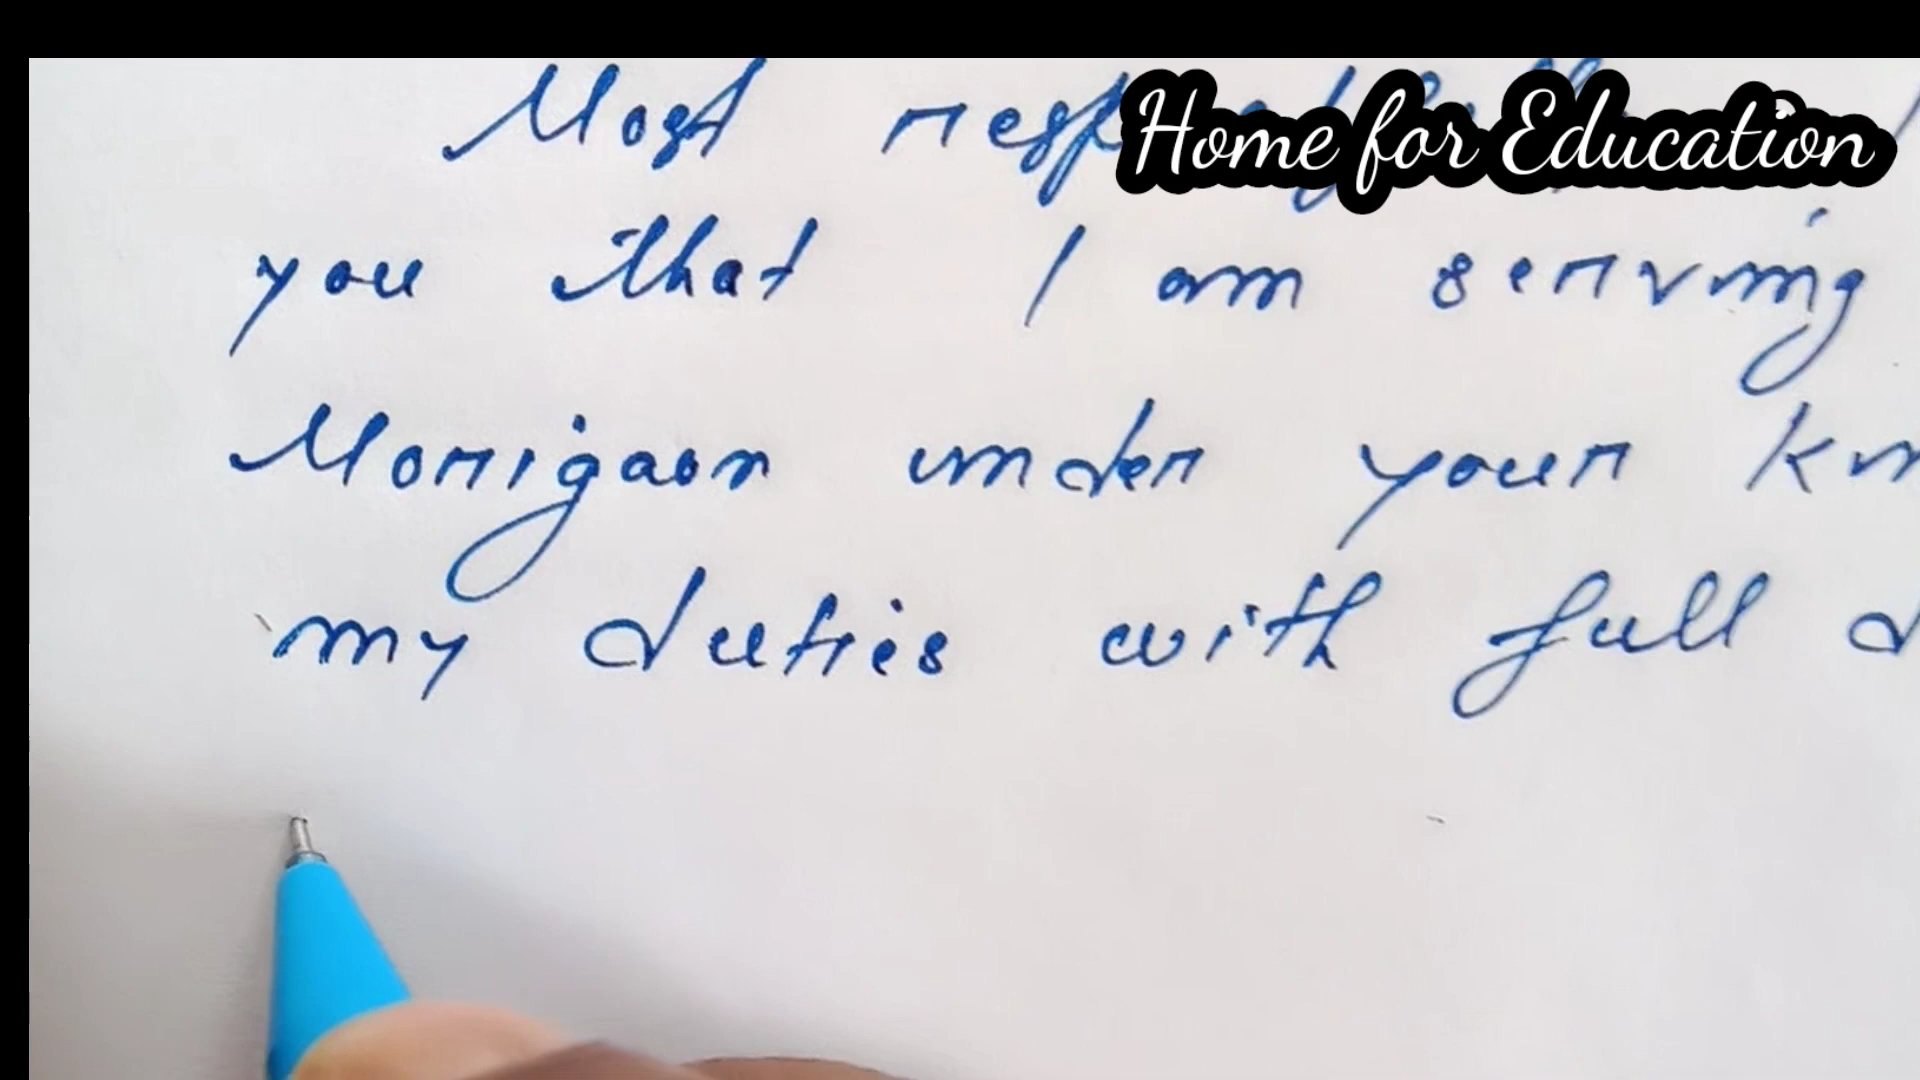 Most
Home for Education
you that I am serving
Morigaon under your
my duties with full